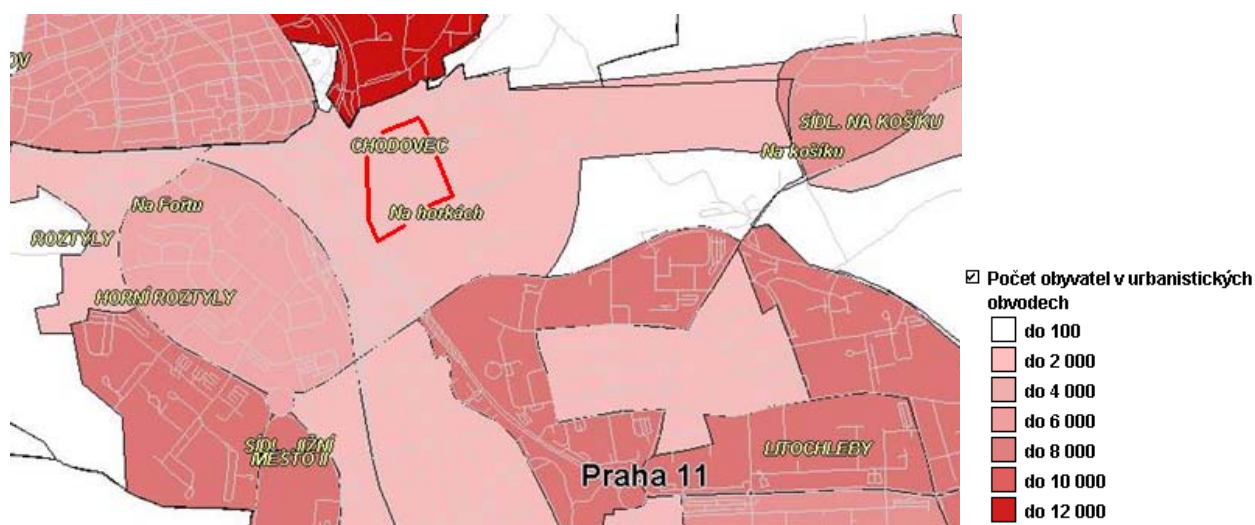 OV
CHODOVEC
SÍDL. NA KOŠÍKU
Na košíku
Na Fořtu
Na horkách
ROZTYLY
HORNÍ ROZTYLY
SÍDL. JIŽNÍ
MĚSTO II
LITOCHLEBY
Praha 11
Počet obyvatel v urbanistických
obvodech
do 100
do 2 000
do 4 000
do 6 000
do 8 000
do 10 000
do 12 000